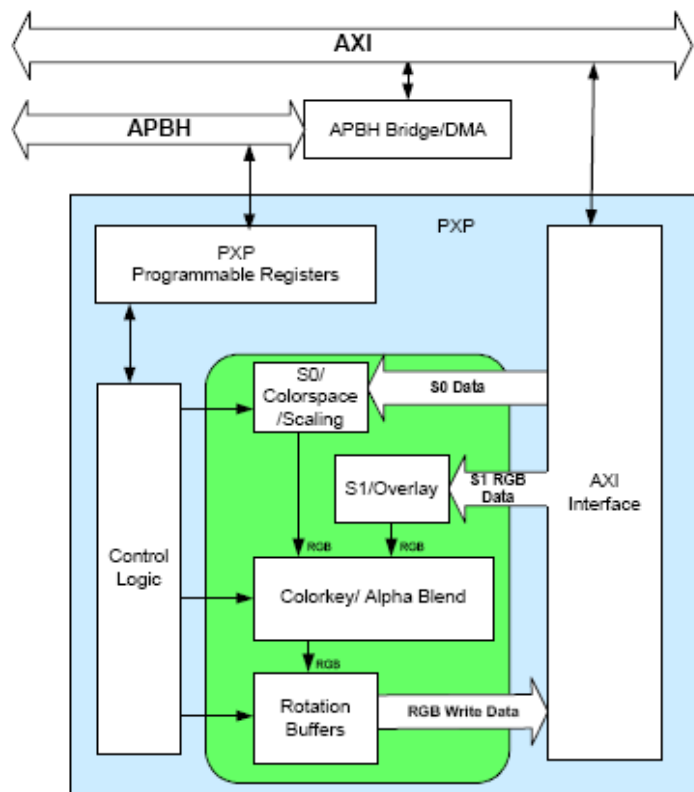 AXI
APBH
APBH Bridge/DMA
PXP
PXP
Programmable Registers
S0/
Colorspace
/Scaling
S0 Data
S1/Overlay
S1 RGB
Data
AXI
Interface
Control
Logic
RGB
RGB
Colorkey/ Alpha Blend
RGB
Rotation
Buffers
RGB Write Data